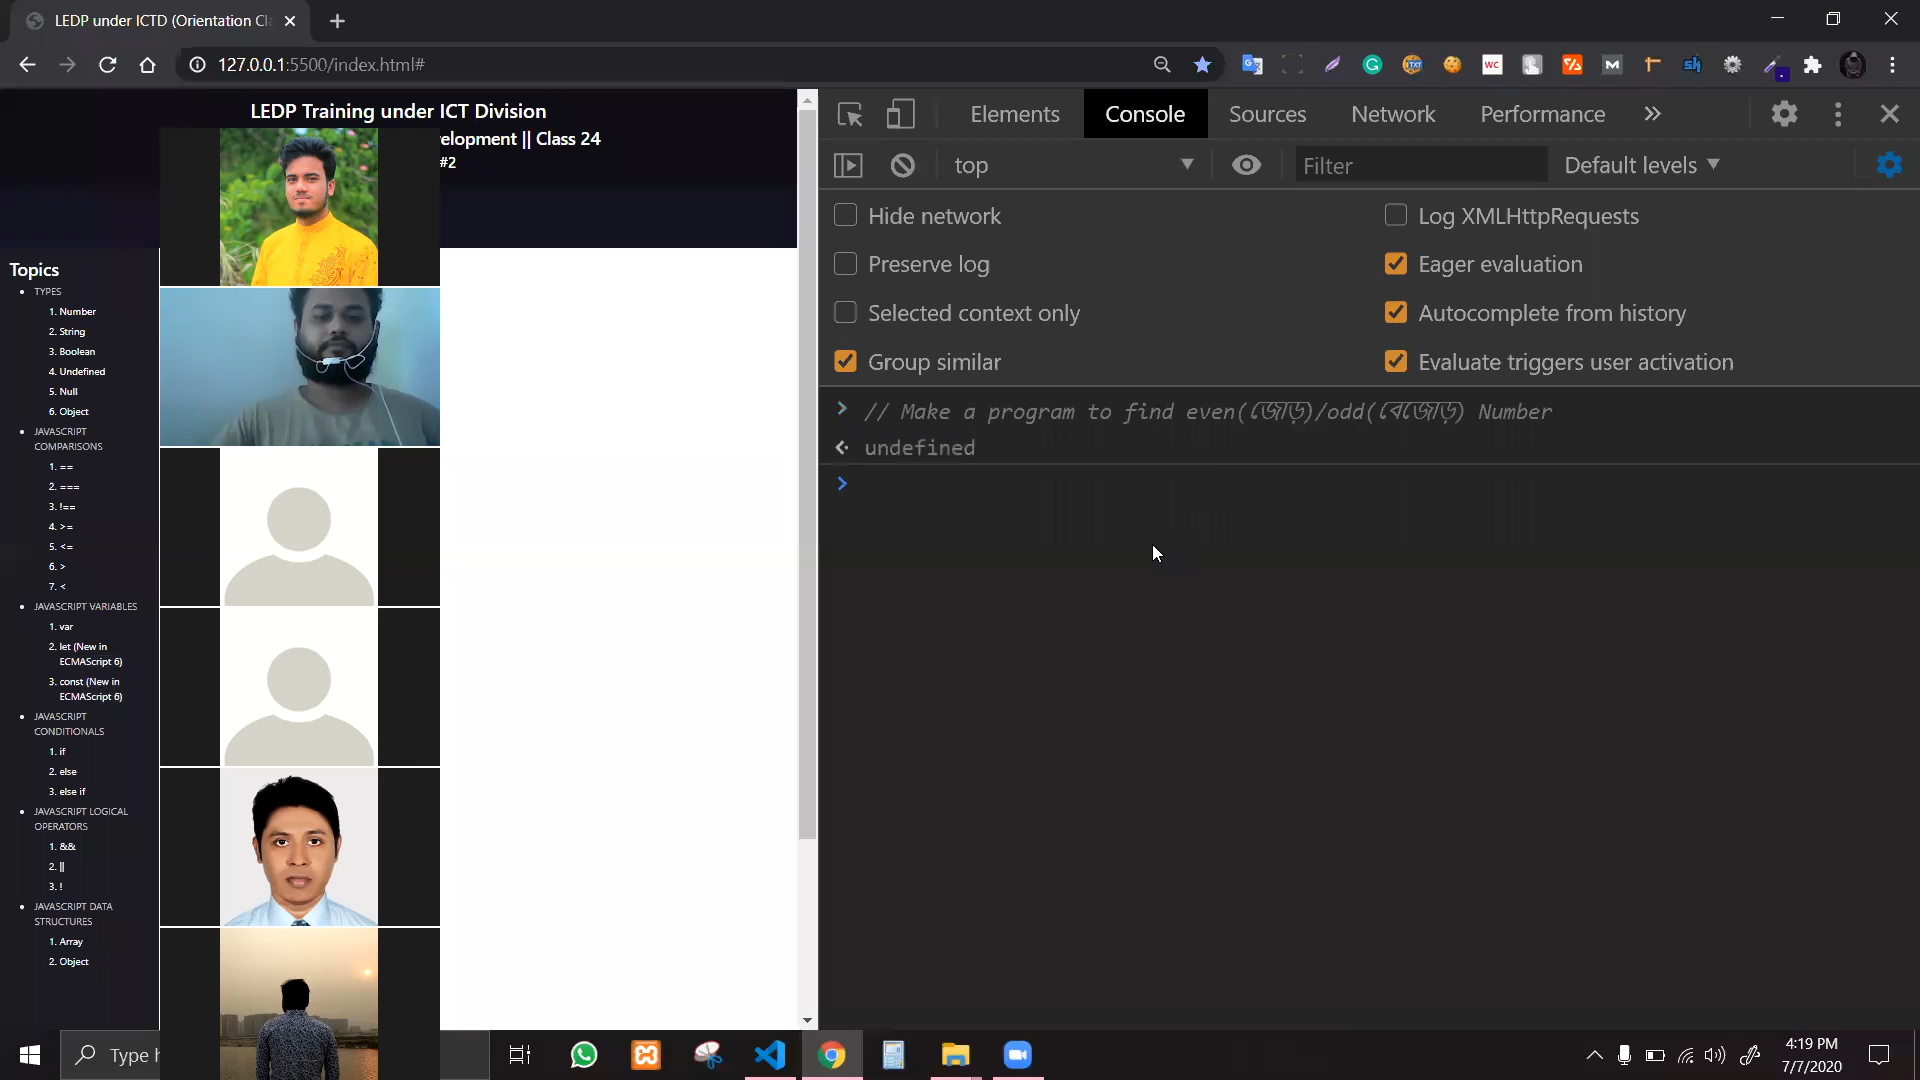 LEDP under ICTD (Orientation Cl
127.0.0.1:5500/index.html#
LEDP Training under ICT Division
elopment || Class 24
#2
Topics
TYPES
1. Number
2. String
3. Boolean
4. Undefined
5. Null
6. Object
JAVASCRIPT
COMPARISONS
1. ==
2. ===
3. !==
4. >=
5. <=
6. >
7. <
JAVASCRIPT VARIABLES
1. var
2. let (New in
ECMAScript 6)
3. const (New in
ECMAScript 6)
JAVASCRIPT
CONDITIONALS
1. if
2. else
3. else if
JAVASCRIPT LOGICAL
OPERATORS
1. &&
2. ||
3. !
JAVASCRIPT DATA
STRUCTURES
1. Array
2. Object
Elements Console Sources Network Performance
top Filter Default levels
Hide network Log XMLHttpRequests
Preserve log Eager evaluation
Selected context only Autocomplete from history
Group similar Evaluate triggers user activation
// Make a program to find even(জোড়)/odd(বেজোড়) Number
undefined
Type h
4:19 PM
7/7/2020